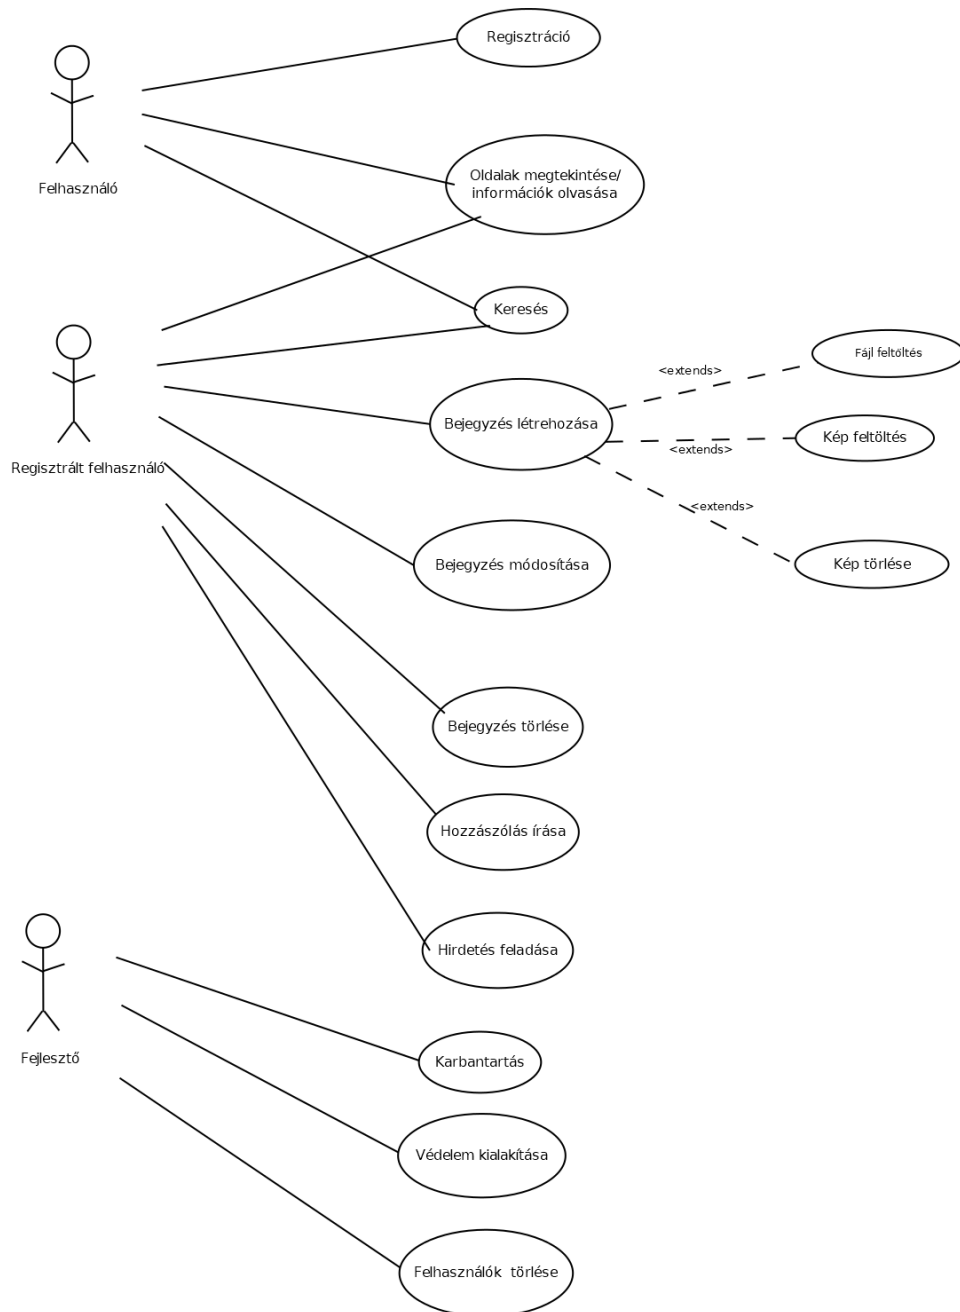 Regisztráció
Felhasználó
Oldalak megtekintése/
információk olvasása
Keresés
Fájl feltőltés
<extends>
Bejegyzés létrehozása
Kép feltöltés
<extends>
Regisztrált felhasználó
<extends>
Bejegyzés módosítása
Kép törlése
Bejegyzés törlése
Hozzászólás írása
Hirdetés feladása
Fejlesztő
Karbantartás
Védelem kialakítása
Felhasználók törlése